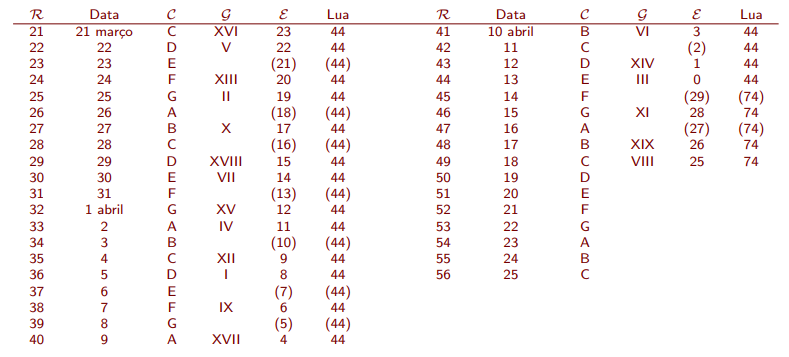 R Data C G E Lua
21 21 março C XVI 23 44
22 22 D V 22 44
23 23 E (21) (44)
24 24 F XIII 20 44
25 25 G II 19 44
26 26 A (18) (44)
27 27 B X 17 44
28 28 C (16) (44)
29 29 D XVIII 15 44
30 30 E VII 14 44
31 31 F (13) (44)
32 1 abril G XV 12 44
33 2 A IV 11 44
34 3 B (10) (44)
35 4 C XII 9 44
36 5 D I 8 44
37 6 E (7) (44)
38 7 F IX 6 44
39 8 G (5) (44)
40 9 A XVII 4 44
R Data C G E Lua
41 10 abril B VI 3 44
42 11 C (2) 44
43 12 D XIV 1 44
44 13 E III 0 44
45 14 F (29) (74)
46 15 G XI 28 74
47 16 A (27) (74)
48 17 B XIX 26 74
49 18 C VIII 25 74
50 19 D
51 20 E
52 21 F
53 22 G
54 23 A
55 24 B
56 25 C